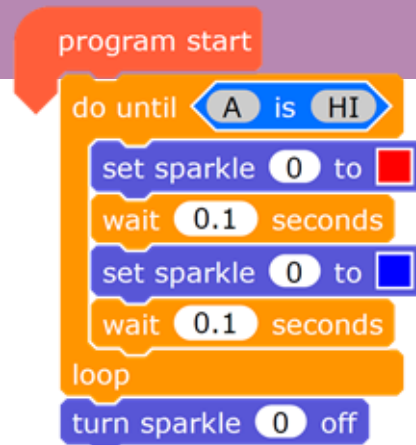 program start
do until A is HI
set sparkle 0 to
wait 0.1 seconds
set sparkle 0 to
wait 0.1 seconds
loop
turn sparkle 0 off